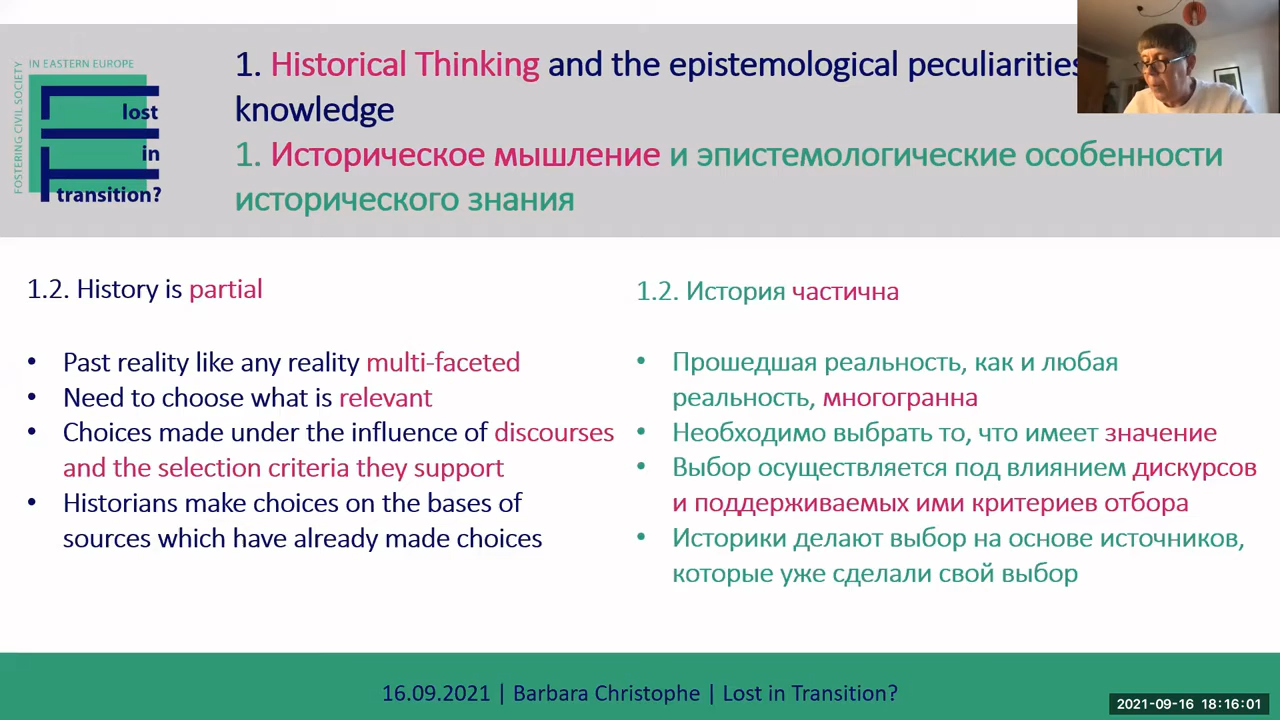 IN EASTERN EUROPE
FOSTERING CIVIL SOCIETY
lost
in
transition?
1. Historical Thinking and the epistemological peculiarities
knowledge
1. Историческое мышление и эпистемологические особенности
исторического знания
1.2. History is partial
• Past reality like any reality multi-faceted
• Need to choose what is relevant
• Choices made under the influence of discourses
and the selection criteria they support
• Historians make choices on the bases of
sources which have already made choices
1.2. История частична
• Прошедшая реальность, как и любая
реальность, многогранна
• Необходимо выбрать то, что имеет значение
• Выбор осуществляется под влиянием дискурсов
и поддерживаемых ими критериев отбора
• Историки делают выбор на основе источников,
которые уже сделали свой выбор
16.09.2021 | Barbara Christophe | Lost in Transition?
2021-09-16 18:16:01